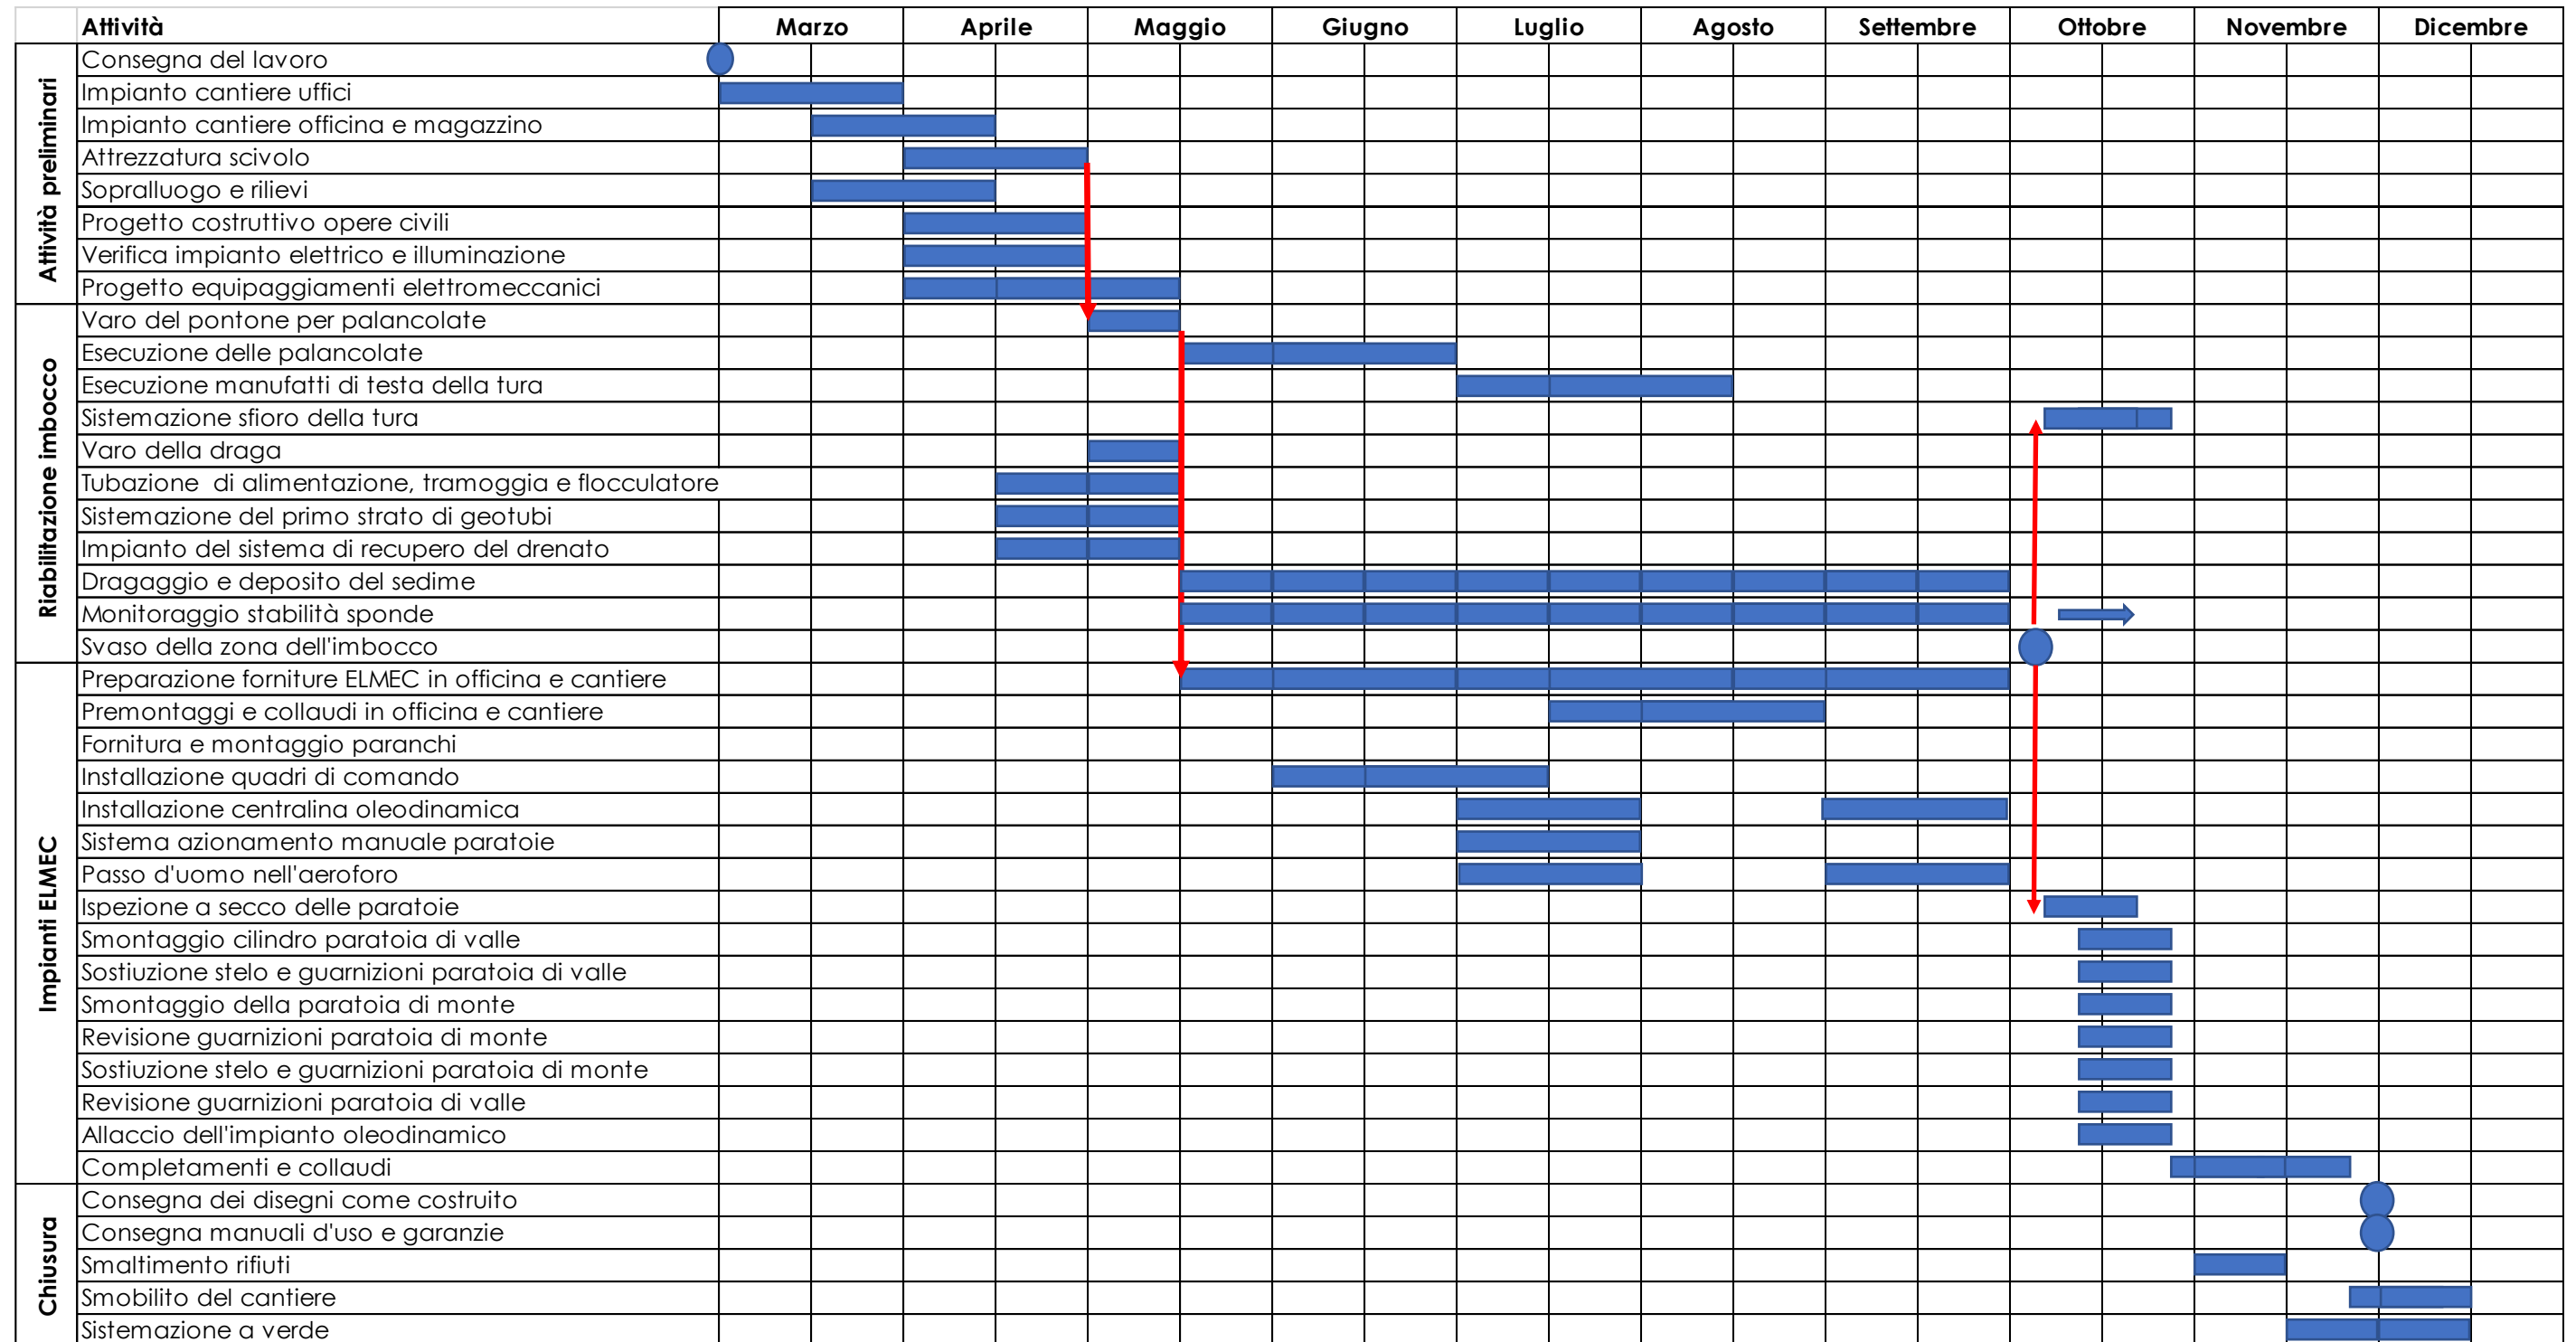 Attività Marzo Aprile Maggio Giugno Luglio Agosto Settembre Ottobre Novembre Dicembre
Attività preliminari
Consegna del lavoro
Impianto cantiere uffici
Impianto cantiere officina e magazzino
Attrezzatura scivolo
Sopralluogo e rilievi
Progetto costruttivo opere civili
Verifica impianto elettrico e illuminazione
Progetto equipaggiamenti elettromeccanici
Riabilitazione imbocco
Varo del pontone per palancolate
Esecuzione delle palancolate
Esecuzione manufatti di testa della tura
Sistemazione sfioro della tura
Varo della draga
Tubazione  di alimentazione, tramoggia e flocculatore
Sistemazione del primo strato di geotubi
Impianto del sistema di recupero del drenato
Dragaggio e deposito del sedime
Monitoraggio stabilità sponde
Svaso della zona dell'imbocco
Impianti ELMEC
Preparazione forniture ELMEC in officina e cantiere
Premontaggi e collaudi in officina e cantiere
Fornitura e montaggio paranchi
Installazione quadri di comando
Installazione centralina oleodinamica
Sistema azionamento manuale paratoie
Passo d'uomo nell'aeroforo
Ispezione a secco delle paratoie
Smontaggio cilindro paratoia di valle
Sostiuzione stelo e guarnizioni paratoia di valle
Smontaggio della paratoia di monte
Revisione guarnizioni paratoia di monte
Sostiuzione stelo e guarnizioni paratoia di monte
Revisione guarnizioni paratoia di valle
Allaccio dell'impianto oleodinamico
Completamenti e collaudi
Chiusura
Consegna dei disegni come costruito
Consegna manuali d'uso e garanzie
Smaltimento rifiuti
Smobilito del cantiere
Sistemazione a verde